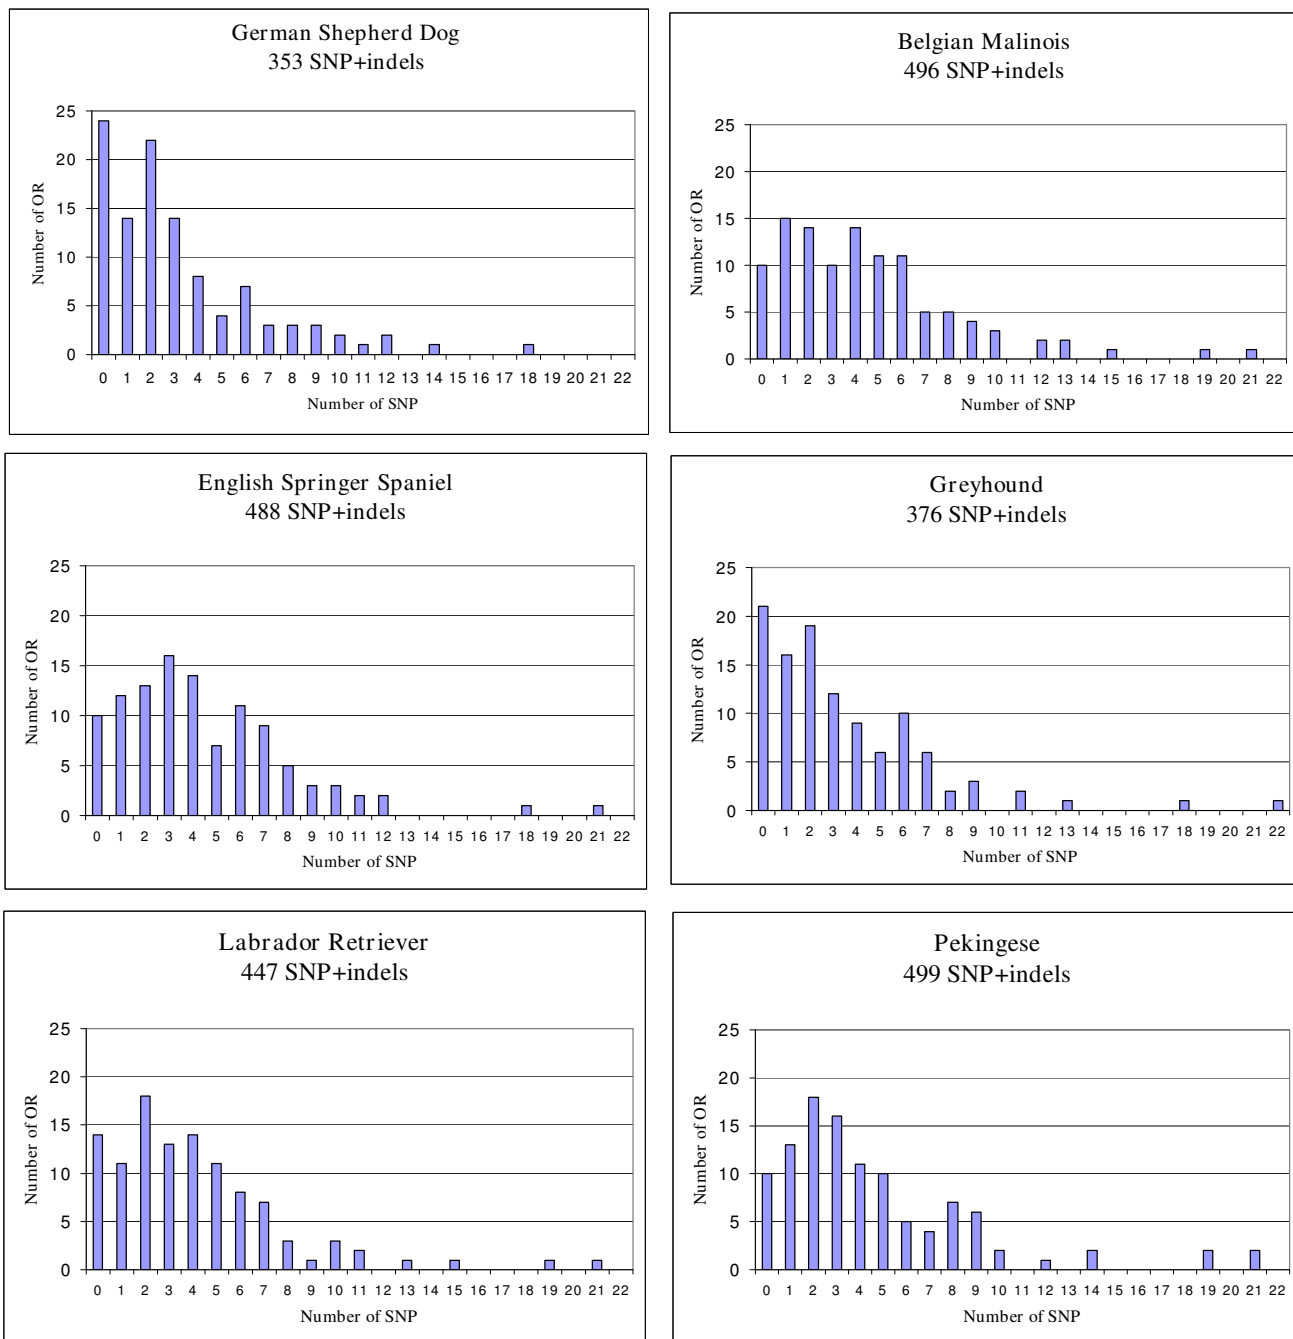 German Shepherd Dog
353 SNP+indels
Number of OR
25
20
15
10
5
0
0 1 2 3 4 5 6 7 8 9 10 11 12 13 14 15 16 17 18 19 20 21 22
Number of SNP
Belgian Malinois
496 SNP+indels
Number of OR
25
20
15
10
5
0
0 1 2 3 4 5 6 7 8 9 10 11 12 13 14 15 16 17 18 19 20 21 22
Number of SNP
English Springer Spaniel
488 SNP+indels
Number of OR
25
20
15
10
5
0
0 1 2 3 4 5 6 7 8 9 10 11 12 13 14 15 16 17 18 19 20 21 22
Number of SNP
Greyhound
376 SNP+indels
Number of OR
25
20
15
10
5
0
0 1 2 3 4 5 6 7 8 9 10 11 12 13 14 15 16 17 18 19 20 21 22
Number of SNP
Labrador Retriever
447 SNP+indels
Number of OR
25
20
15
10
5
0
0 1 2 3 4 5 6 7 8 9 10 11 12 13 14 15 16 17 18 19 20 21 22
Number of SNP
Pekingese
499 SNP+indels
Number of OR
25
20
15
10
5
0
0 1 2 3 4 5 6 7 8 9 10 11 12 13 14 15 16 17 18 19 20 21 22
Number of SNP